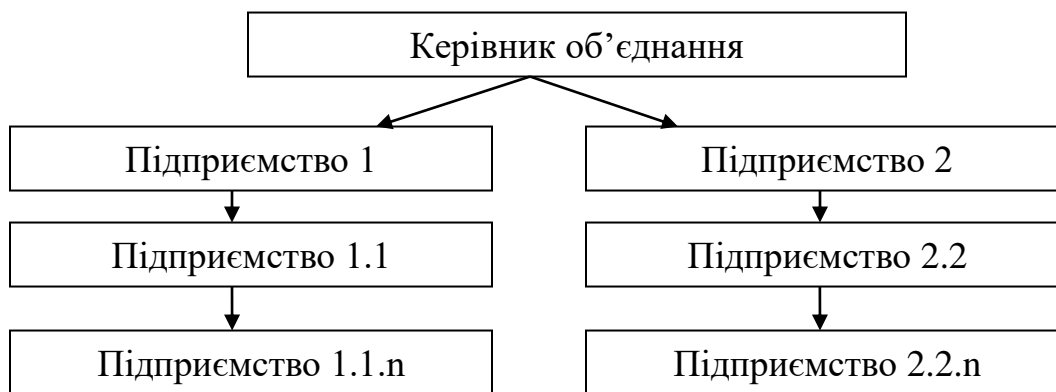 Керівник об’єднання
Підприємство 1
Підприємство 2
Підприємство 1.1
Підприємство 2.2
Підприємство 1.1.n
Підприємство 2.2.n